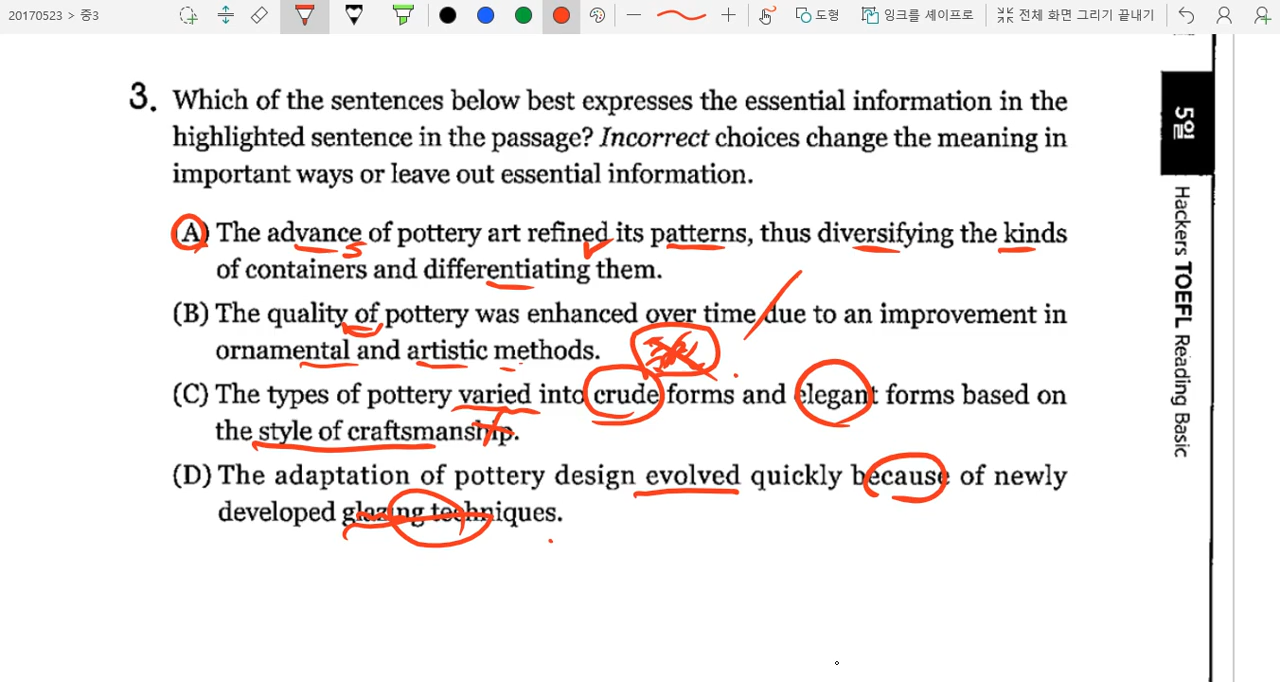 20170523 > 중3
도형
잉크를 셰이프로
전체 화면 그리기 끝내기
3. Which of the sentences below best expresses the essential information in the
highlighted sentence in the passage? Incorrect choices change the meaning in
important ways or leave out essential information.
(A) The advance of pottery art refined its patterns, thus diversifying the kinds
of containers and differentiating them.
(B) The quality of pottery was enhanced over time due to an improvement in
ornamental and artistic methods.
(C) The types of pottery varied into crude forms and elegant forms based on
the style of craftsmanship.
(D) The adaptation of pottery design evolved quickly because of newly
developed glazing techniques.
5일
Hackers TOEFL Reading Basic